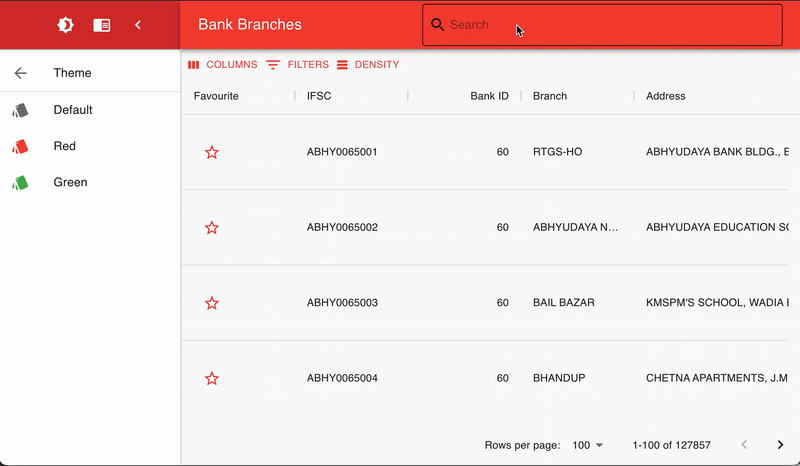 Bank Branches
Search
Theme
Default
Red
Green
COLUMNS FILTERS DENSITY
Favourite IFSC Bank ID Branch Address
ABHY0065001 60 RTGS-HO ABHYUDAYA BANK BLDG., E
ABHY0065002 60 ABHYUDAYA N... ABHYUDAYA EDUCATION SO
ABHY0065003 60 BAIL BAZAR KMSPM'S SCHOOL, WADIA
ABHY0065004 60 BHANDUP CHETNA APARTMENTS, J.M
Rows per page: 100 1-100 of 127857